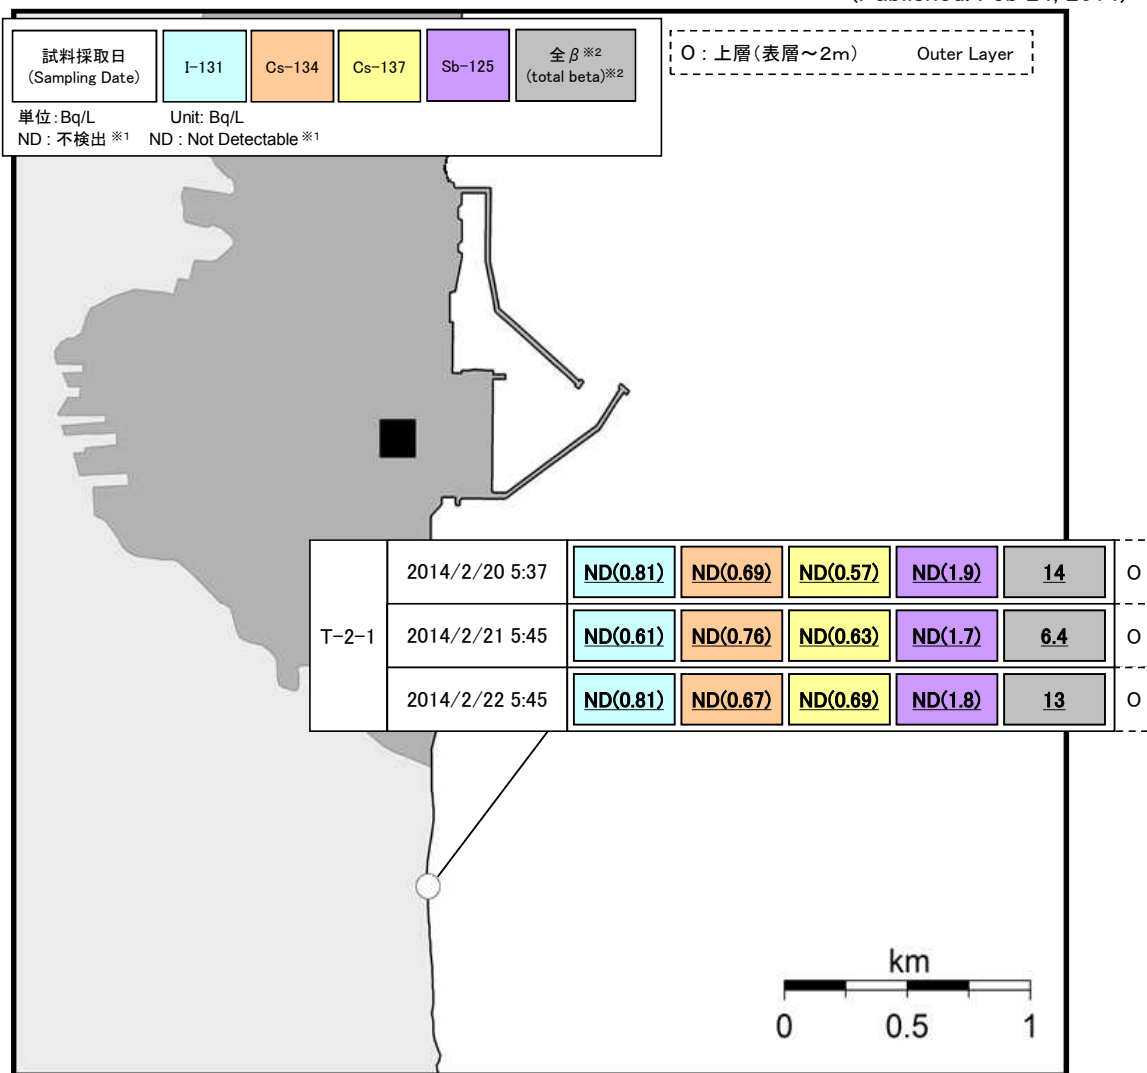 試料採取日
(Sampling Date)
I-131
Cs-134
Cs-137
Sb-125
全β※2
(total beta)※2
O : 上層(表層～2m) Outer Layer
単位:Bq/L Unit: Bq/L
ND : 不検出 ※1 ND : Not Detectable ※1
T-2-1
2014/2/20 5:37 ND(0.81) ND(0.69) ND(0.57) ND(1.9) 14 O
2014/2/21 5:45 ND(0.61) ND(0.76) ND(0.63) ND(1.7) 6.4 O
2014/2/22 5:45 ND(0.81) ND(0.67) ND(0.69) ND(1.8) 13 O
km
0 0.5 1